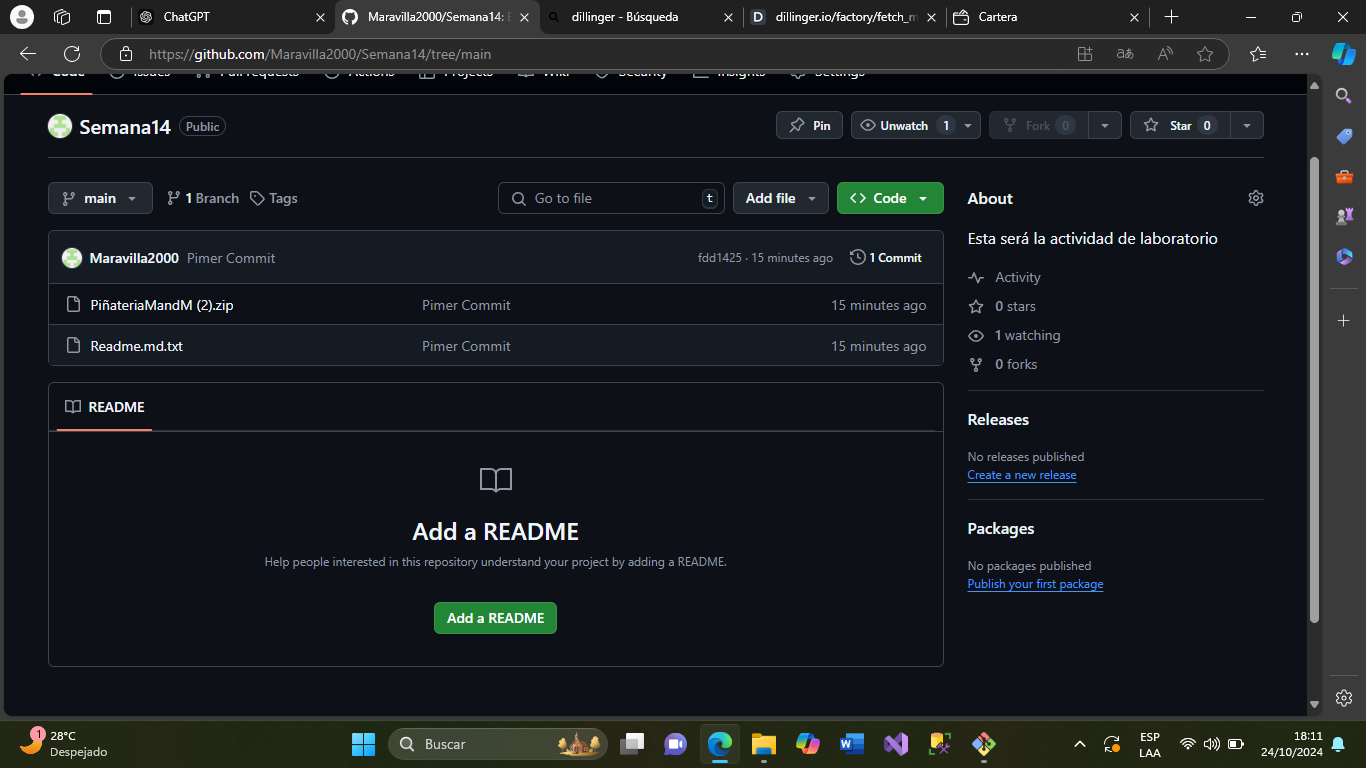 ChatGPT
Maravilla2000/Semana14: E
dillinger - Búsqueda
dillinger.io/factory/fetch_m
Cartera
https://github.com/Maravilla2000/Semana14/tree/main
Code Issues Pull requests Actions Projects Wiki Security Insights Settings
Semana14 Public
Pin
Unwatch 1
Fork 0
Star 0
main
1 Branch
Tags
Go to file t
Add file
Code
Maravilla2000 Pimer Commit
fdd1425 · 15 minutes ago
1 Commit
PiñateriaMandM (2).zip Pimer Commit 15 minutes ago
Readme.md.txt Pimer Commit 15 minutes ago
README
Add a README
Help people interested in this repository understand your project by adding a README.
Add a README
About
Esta será la actividad de laboratorio
Activity
0 stars
1 watching
0 forks
Releases
No releases published
Create a new release
Packages
No packages published
Publish your first package
1
28°C
Despejado
Buscar
ESP
LAA
18:11
24/10/2024